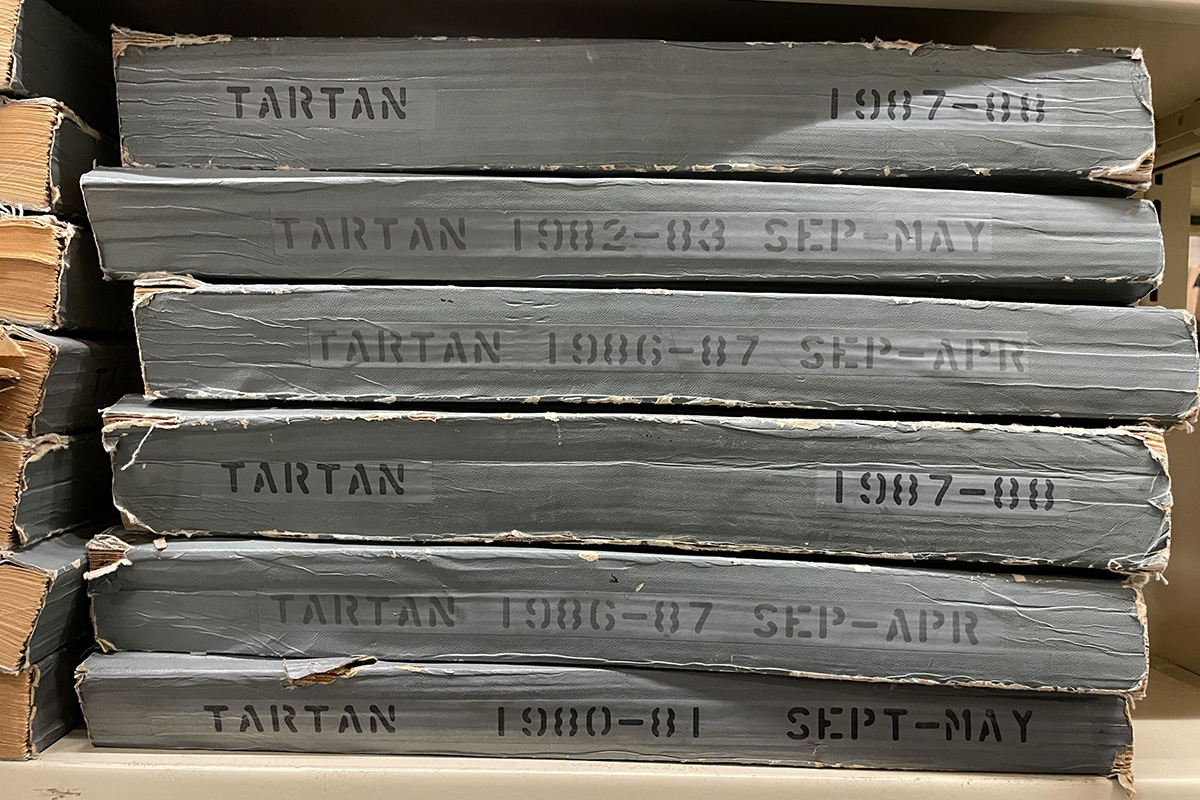 TARTAN 1987-88
TARTAN 1982-83 SEP-MAY
TARTAN 1986-87 SEP-APR
TARTAN 1987-88
TARTAN 1986-87 SEP-APR
TARTAN 1980-81 SEPT-MAY